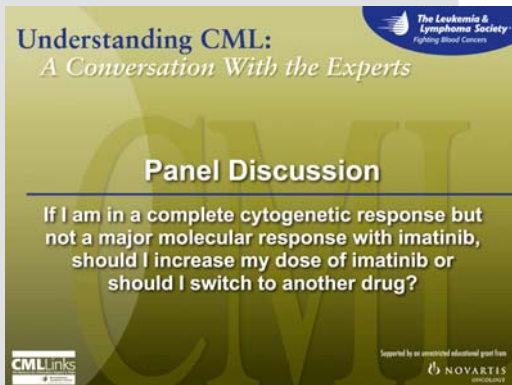 Understanding CML:
A Conversation With the Experts
The Leukemia &
Lymphoma Society
Fighting Blood Cancers
CML
Panel Discussion
If I am in a complete cytogenetic response but
not a major molecular response with imatinib,
should I increase my dose of imatinib or
should I switch to another drug?
CMLLinks
Supported by an unrestricted educational grant from
NOVARTIS
ONCOLOGY